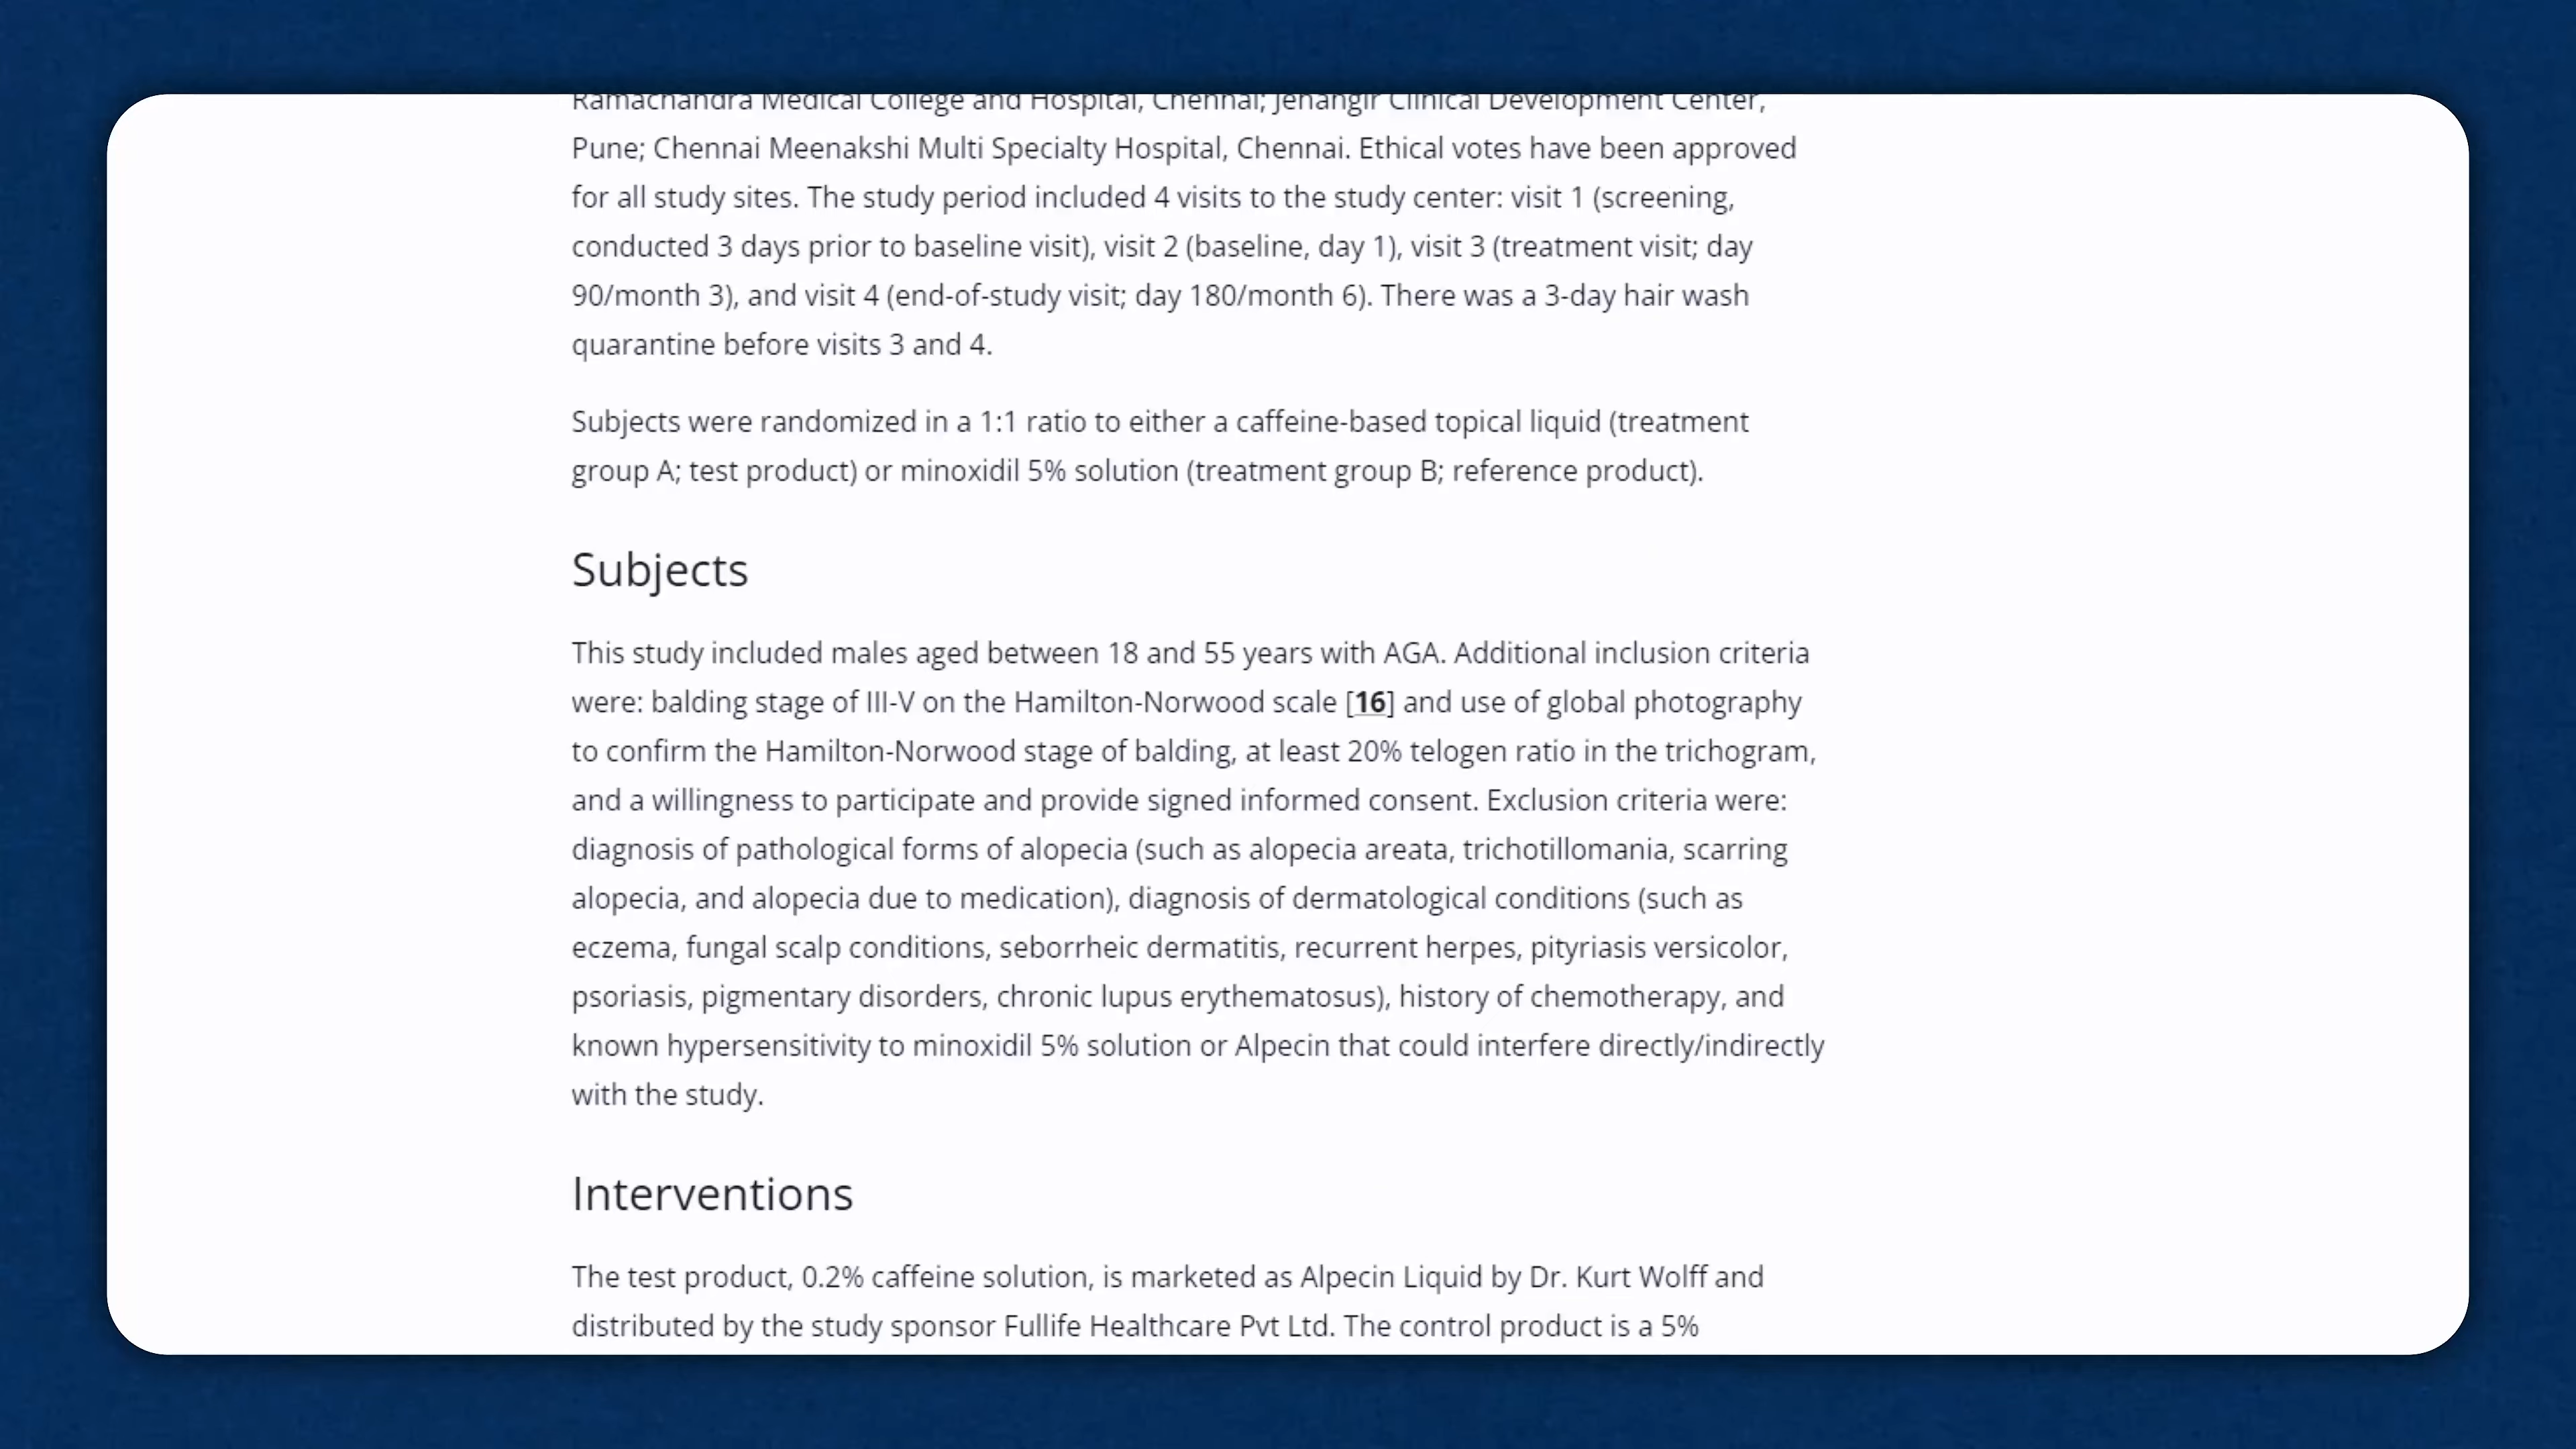 Ramachandra Medical College and Hospital, Chennai; Jehangir Clinical Development Center,
Pune; Chennai Meenakshi Multi Specialty Hospital, Chennai. Ethical votes have been approved
for all study sites. The study period included 4 visits to the study center: visit 1 (screening,
conducted 3 days prior to baseline visit), visit 2 (baseline, day 1), visit 3 (treatment visit; day
90/month 3), and visit 4 (end-of-study visit; day 180/month 6). There was a 3-day hair wash
quarantine before visits 3 and 4.
Subjects were randomized in a 1:1 ratio to either a caffeine-based topical liquid (treatment
group A; test product) or minoxidil 5% solution (treatment group B; reference product).
Subjects
This study included males aged between 18 and 55 years with AGA. Additional inclusion criteria
were: balding stage of III-V on the Hamilton-Norwood scale [16] and use of global photography
to confirm the Hamilton-Norwood stage of balding, at least 20% telogen ratio in the trichogram,
and a willingness to participate and provide signed informed consent. Exclusion criteria were:
diagnosis of pathological forms of alopecia (such as alopecia areata, trichotillomania, scarring
alopecia, and alopecia due to medication), diagnosis of dermatological conditions (such as
eczema, fungal scalp conditions, seborrheic dermatitis, recurrent herpes, pityriasis versicolor,
psoriasis, pigmentary disorders, chronic lupus erythematosus), history of chemotherapy, and
known hypersensitivity to minoxidil 5% solution or Alpecin that could interfere directly/indirectly
with the study.
Interventions
The test product, 0.2% caffeine solution, is marketed as Alpecin Liquid by Dr. Kurt Wolff and
distributed by the study sponsor Fullife Healthcare Pvt Ltd. The control product is a 5%